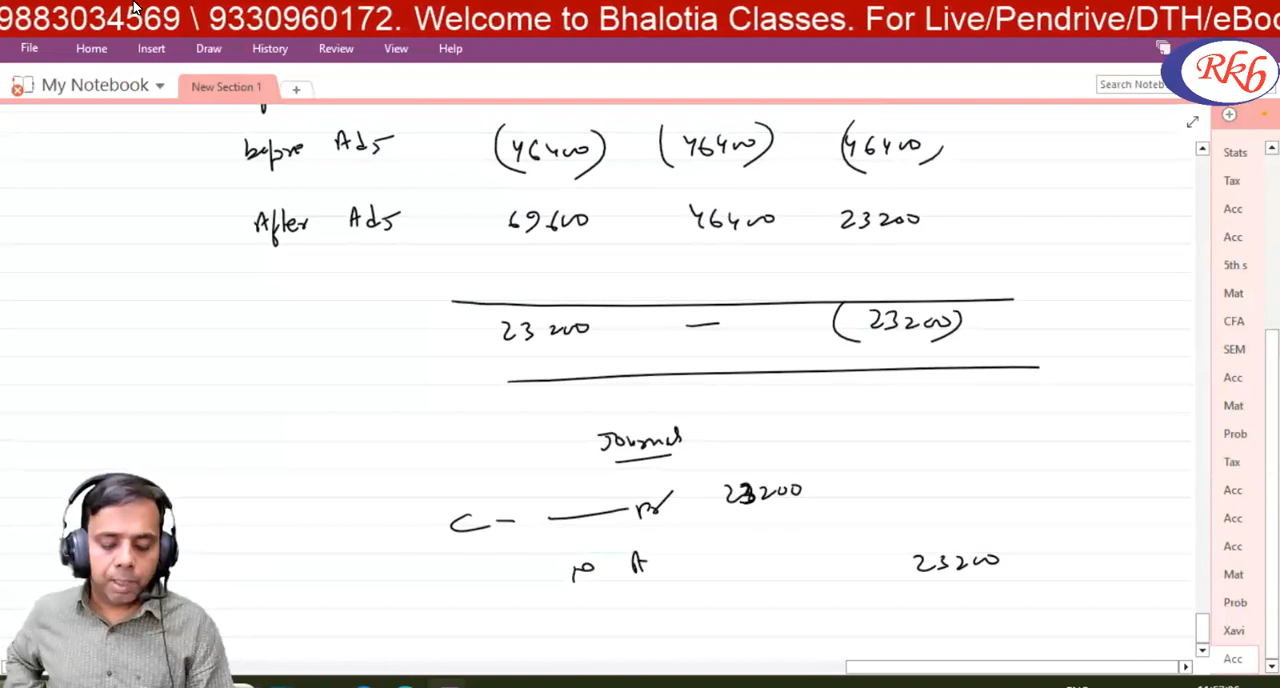 9883034569 \ 9330960172. Welcome to Bhalotia Classes. For Live/Pendrive/DTH/eBoo
File Home Insert Draw History Review View Help
Rkb
My Notebook New Section 1 + Search Noteb
before Adj (46400) (46400) (46400)
After Adj 69600 46400 23200
23200 — (23200)
Journal
C — Dr 23200
To A 23200
Stats
Tax
Acc
Acc
5th s
Mat
CFA
SEM
Acc
Mat
Prob
Tax
Acc
Acc
Acc
Mat
Prob
Xavi
Acc